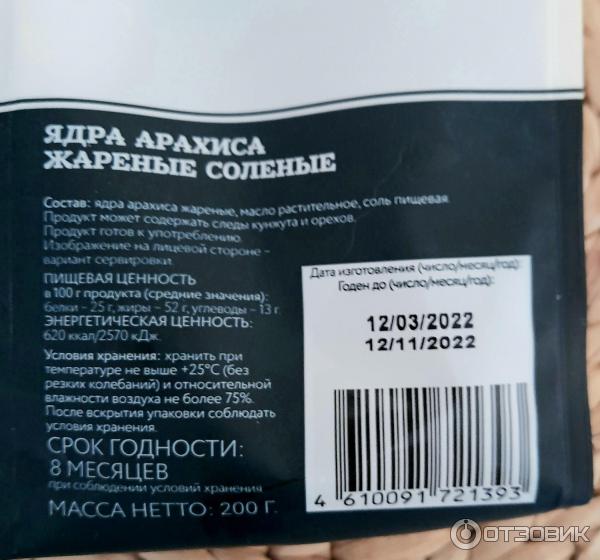 ЯДРА АРАХИСА
ЖАРЕНЫЕ СОЛЕНЫЕ
Состав: ядра арахиса жареные, масло растительное, соль пищевая.
Продукт может содержать следы кунжута и орехов.
Продукт готов к употреблению.
Изображение на лицевой стороне –
вариант сервировки.
ПИЩЕВАЯ ЦЕННОСТЬ
в 100 г продукта (средние значения):
белки – 25 г, жиры – 52 г, углеводы – 13 г.
ЭНЕРГЕТИЧЕСКАЯ ЦЕННОСТЬ:
620 ккал/2570 кДж.
Условия хранения: хранить при
температуре не выше +25°С (без
резких колебаний) и относительной
влажности воздуха не более 75%.
После вскрытия упаковки соблюдать
условия хранения.
СРОК ГОДНОСТИ:
8 МЕСЯЦЕВ
при соблюдении условий хранения
МАССА НЕТТО: 200 Г.
Дата изготовления (число/месяц/год):
Годен до (число/месяц/год):
12/03/2022
12/11/2022
4 610091 721393
ОТЗОВИК